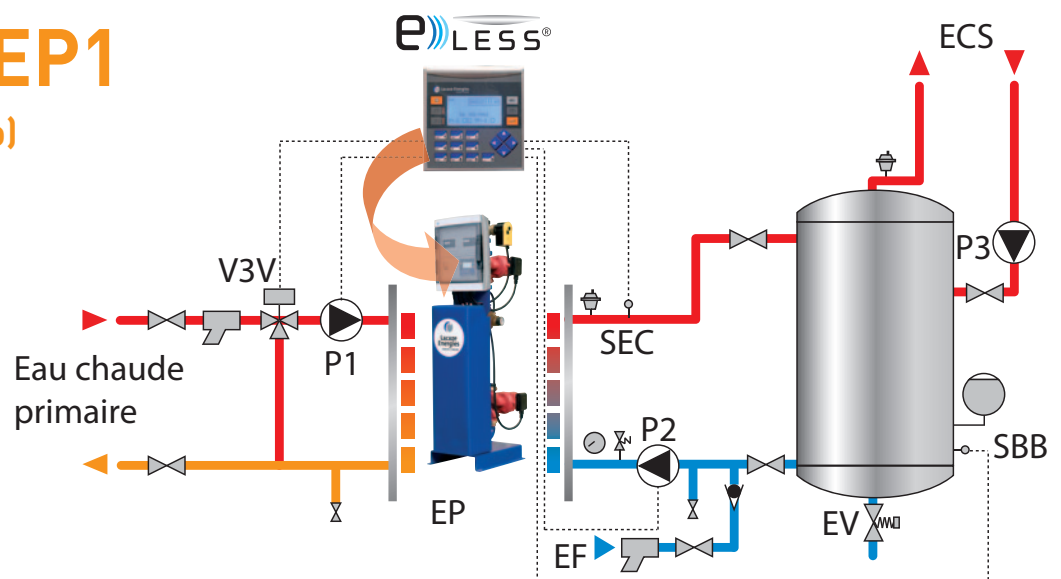 EP1
e)))LESS®
ECS
V3V
P1
P3
Eau chaude
primaire
SEC
P2
SBB
EP
EV
EF